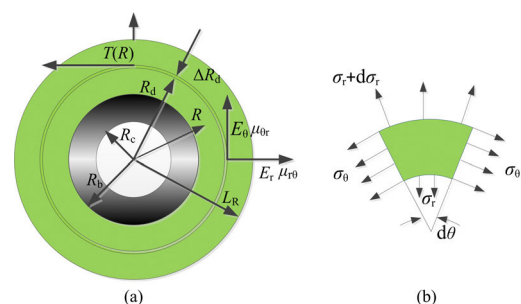 T(R)
ΔR_d
R_d
R
R_c
E_θ, μ_θr
E_r μ_rθ
R_b
L_R
(a)
σ_r+dσ_r
σ_θ
σ_θ
σ_r
dθ
(b)